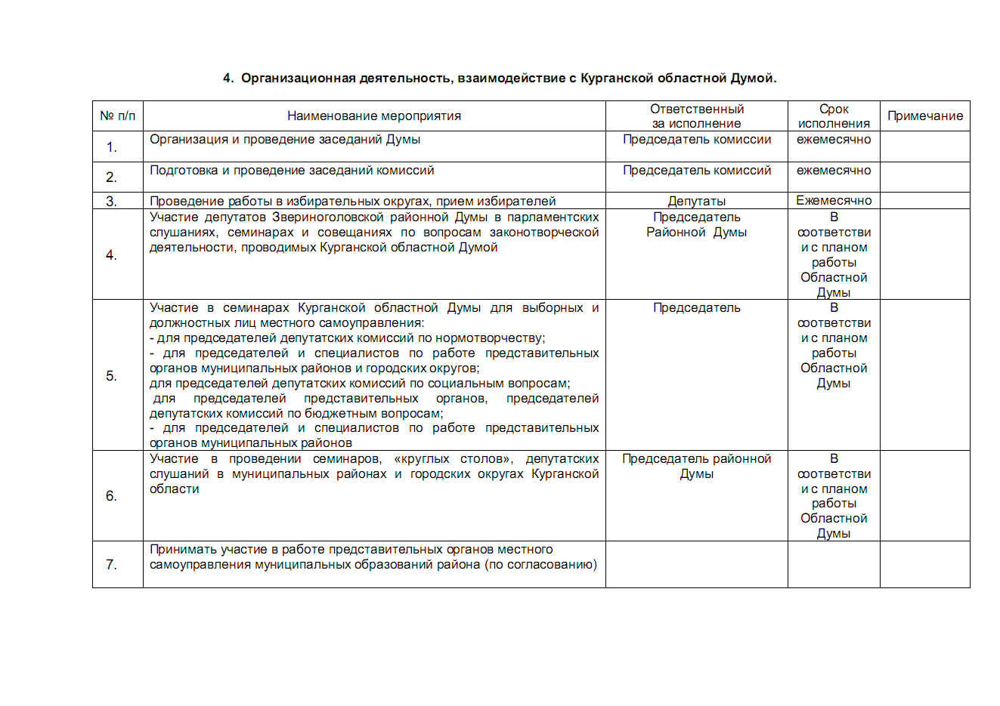 4.  Организационная деятельность, взаимодействие с Курганской областной Думой.
№ п/п
Наименование мероприятия
Ответственный
за исполнение
Срок
исполнения
Примечание
1.
Организация и проведение заседаний Думы
Председатель комиссии
ежемесячно
2.
Подготовка и проведение заседаний комиссий
Председатель комиссий
ежемесячно
3.
Проведение работы в избирательных округах, прием избирателей
Депутаты
Ежемесячно
4.
Участие депутатов Звериноголовской районной Думы в парламентских
слушаниях, семинарах и совещаниях по вопросам законотворческой
деятельности, проводимых Курганской областной Думой
Председатель
Районной  Думы
В
соответстви
и с планом
работы
Областной
Думы
5.
Участие в семинарах Курганской областной Думы для выборных и
должностных лиц местного самоуправления:
- для председателей депутатских комиссий по нормотворчеству;
- для председателей и специалистов по работе представительных
органов муниципальных районов и городских округов;
для председателей депутатских комиссий по социальным вопросам;
для председателей представительных органов, председателей
депутатских комиссий по бюджетным вопросам;
- для председателей и специалистов по работе представительных
органов муниципальных районов
Председатель
В
соответстви
и с планом
работы
Областной
Думы
6.
Участие в проведении семинаров, «круглых столов», депутатских
слушаний в муниципальных районах и городских округах Курганской
области
Председатель районной
Думы
В
соответстви
и с планом
работы
Областной
Думы
7.
Принимать участие в работе представительных органов местного
самоуправления муниципальных образований района (по согласованию)